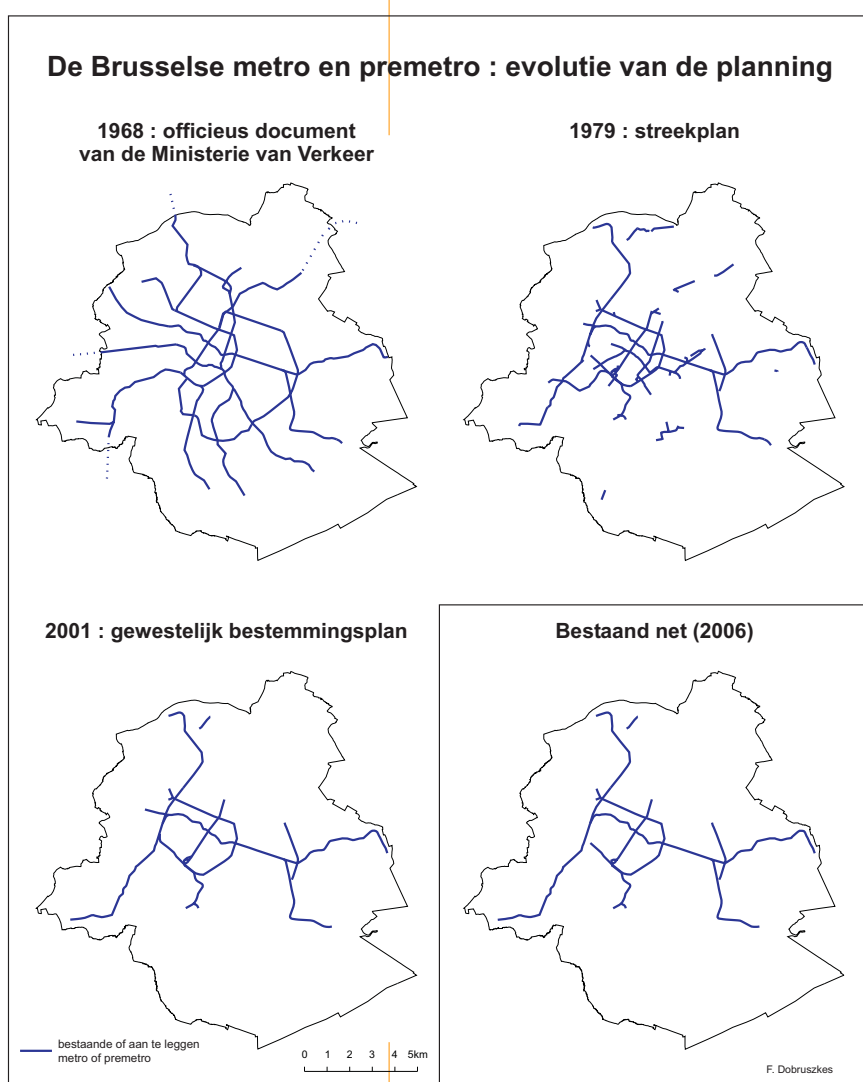 De Brusselse metro en premetro : evolutie van de planning
1968 : officieus document
van de Ministerie van Verkeer
1979 : streekplan
2001 : gewestelijk bestemmingsplan
Bestaand net (2006)
bestaande of aan te leggen
metro of premetro
0 1 2 3 4 5km
F. Dobruszkes